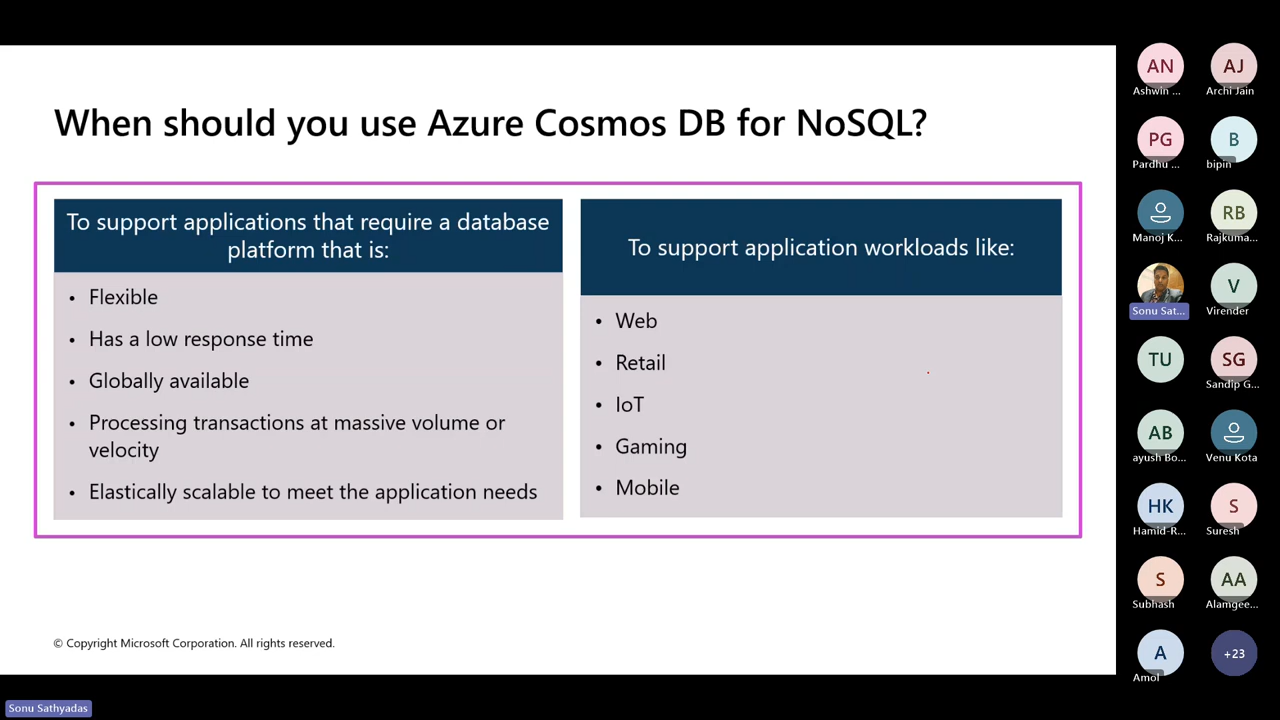 When should you use Azure Cosmos DB for NoSQL?
To support applications that require a database
platform that is:
• Flexible
• Has a low response time
• Globally available
• Processing transactions at massive volume or
velocity
• Elastically scalable to meet the application needs
To support application workloads like:
• Web
• Retail
• IoT
• Gaming
• Mobile
© Copyright Microsoft Corporation. All rights reserved.
Sonu Sathyadas
AN
Ashwin ...
AJ
Archi Jain
PG
Pardhu ...
B
bipin
Manoj K...
RB
Rajkuma...
Sonu Sat...
V
Virender
TU
SG
Sandip G...
AB
ayush Bo...
Venu Kota
HK
Hamid-R...
S
Suresh
S
Subhash
AA
Alamgee...
A
Amol
+23